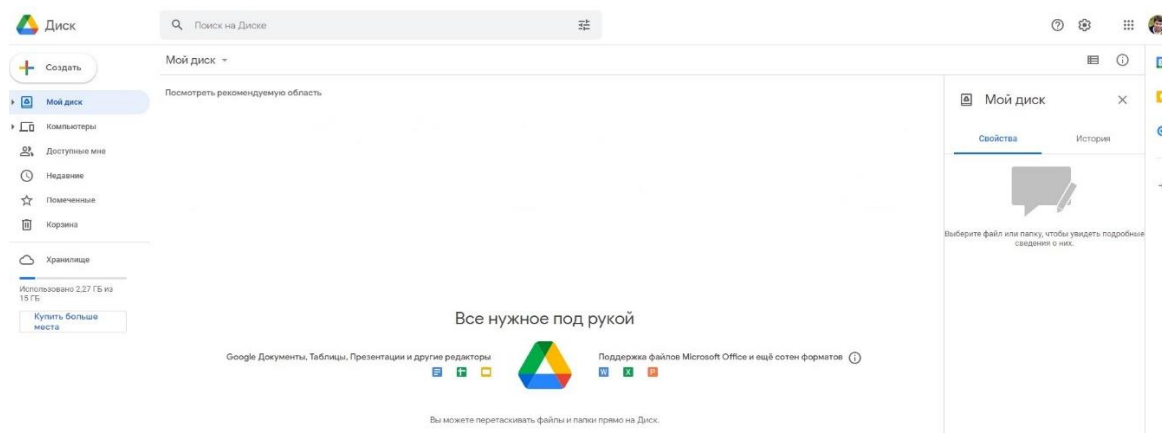 Диск
Поиск на Диске
Создать
Мой диск
Компьютеры
Доступные мне
Недавние
Помеченные
Корзина
Хранилище
Использовано 2,27 ГБ из
15 ГБ
Купить больше
места
Мой диск
Посмотреть рекомендуемую область
Все нужное под рукой
Google Документы, Таблицы, Презентации и другие редакторы
Поддержка файлов Microsoft Office и ещё сотен форматов
W X P
Вы можете перетаскивать файлы и папки прямо на Диск.
Мой диск
Свойства
История
Выберите файл или папку, чтобы увидеть подробные
сведения о них.